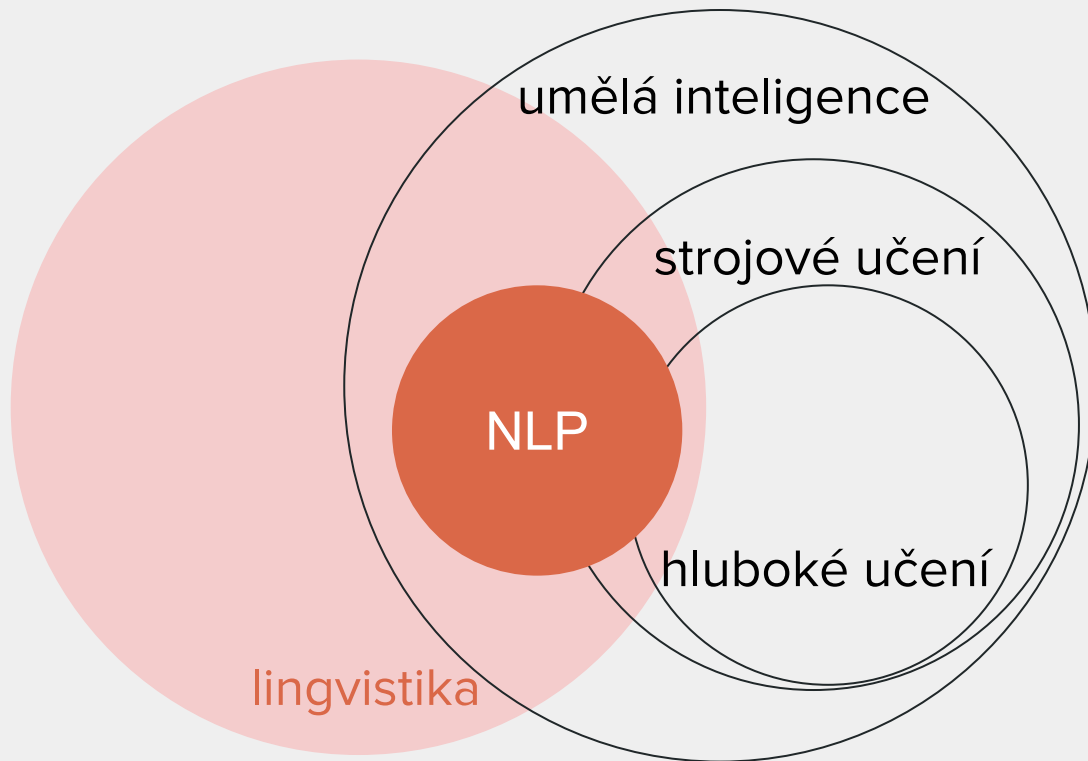 umělá inteligence
strojové učení
NLP
hluboké učení
lingvistika